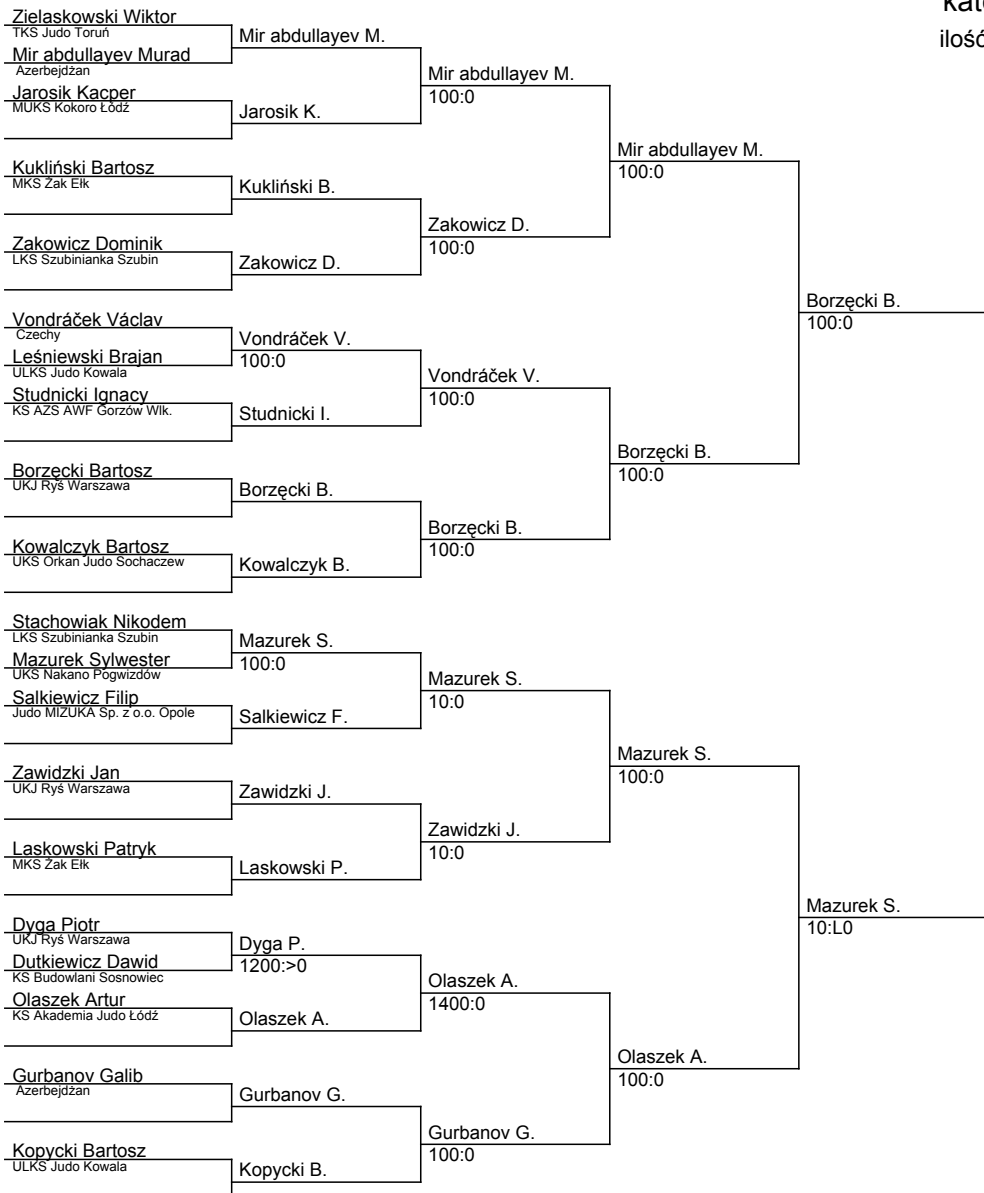 Zielaskowski Wiktor
TKS Judo Toruń
Mir abdullayev Murad
Azerbejdżan
Jarosik Kacper
MUKS Kokoro Łódź
Kukliński Bartosz
MKS Żak Ełk
Zakowicz Dominik
LKS Szubinianka Szubin
Vondráček Václav
Czechy
Leśniewski Brajan
ULKS Judo Kowala
Studnicki Ignacy
KS AZS AWF Gorzów Wlk.
Borzęcki Bartosz
UKJ Ryś Warszawa
Kowalczyk Bartosz
UKS Orkan Judo Sochaczew
Stachowiak Nikodem
LKS Szubinianka Szubin
Mazurek Sylwester
UKS Nakano Pogwizdów
Salkiewicz Filip
Judo MIZUKA Sp. z o.o. Opole
Zawidzki Jan
UKJ Ryś Warszawa
Laskowski Patryk
MKS Żak Ełk
Dyga Piotr
UKJ Ryś Warszawa
Dutkiewicz Dawid
KS Budowlani Sosnowiec
Olaszek Artur
KS Akademia Judo Łódź
Gurbanov Galib
Azerbejdżan
Kopycki Bartosz
ULKS Judo Kowala
Mir abdullayev M.
Jarosik K.
Kukliński B.
Zakowicz D.
Vondráček V.
100:0
Studnicki I.
Borzęcki B.
Kowalczyk B.
Mazurek S.
100:0
Salkiewicz F.
Zawidzki J.
Laskowski P.
Dyga P.
1200:>0
Olaszek A.
Gurbanov G.
Kopycki B.
Mir abdullayev M.
100:0
Zakowicz D.
100:0
Vondráček V.
100:0
Borzęcki B.
100:0
Mazurek S.
10:0
Zawidzki J.
10:0
Olaszek A.
1400:0
Gurbanov G.
100:0
Mir abdullayev M.
100:0
Borzęcki B.
100:0
Mazurek S.
100:0
Olaszek A.
100:0
Borzęcki B.
100:0
Mazurek S.
10:L0
ilość